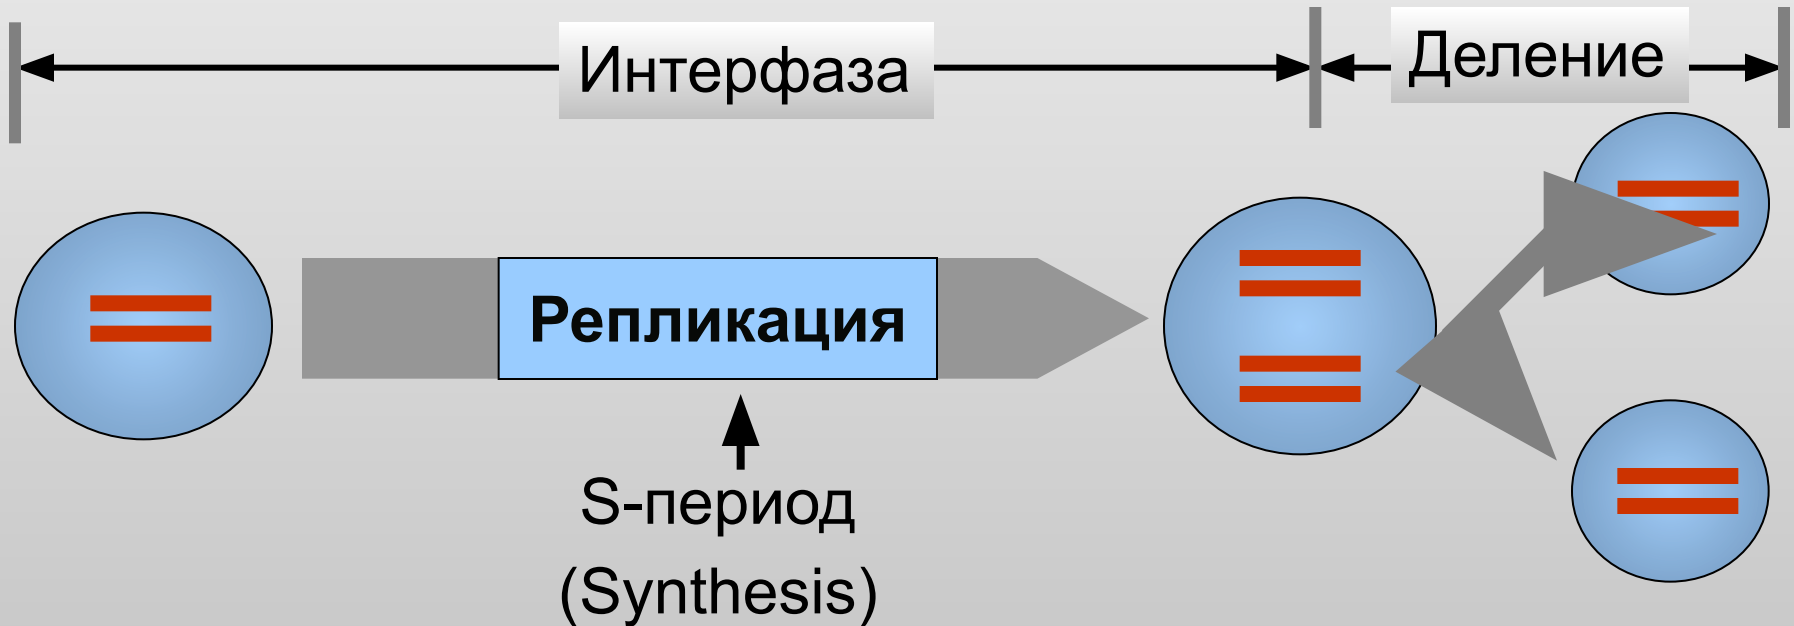 Интерфаза
Деление
Репликация
S-период
(Synthesis)